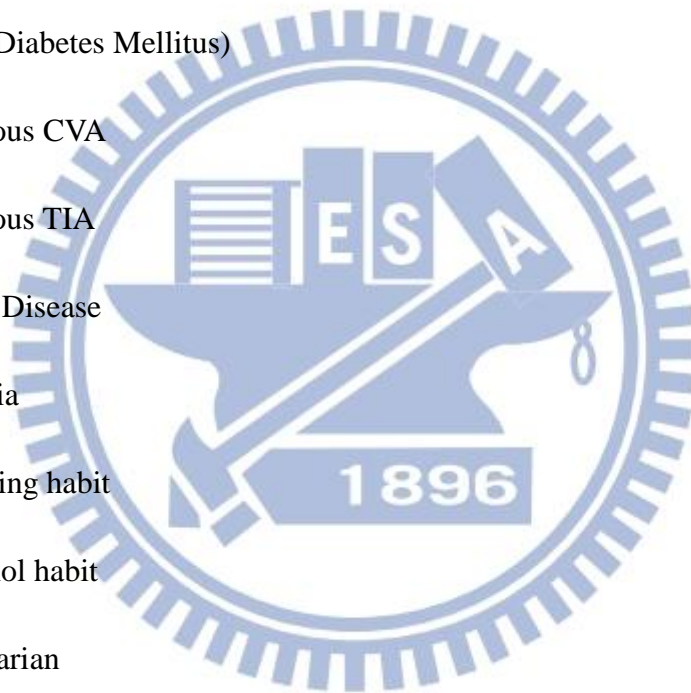 Diabetes Mellitus)
ous CVA
ous TIA
E S A
Disease
ia
ing habit
1896
ol habit
arian